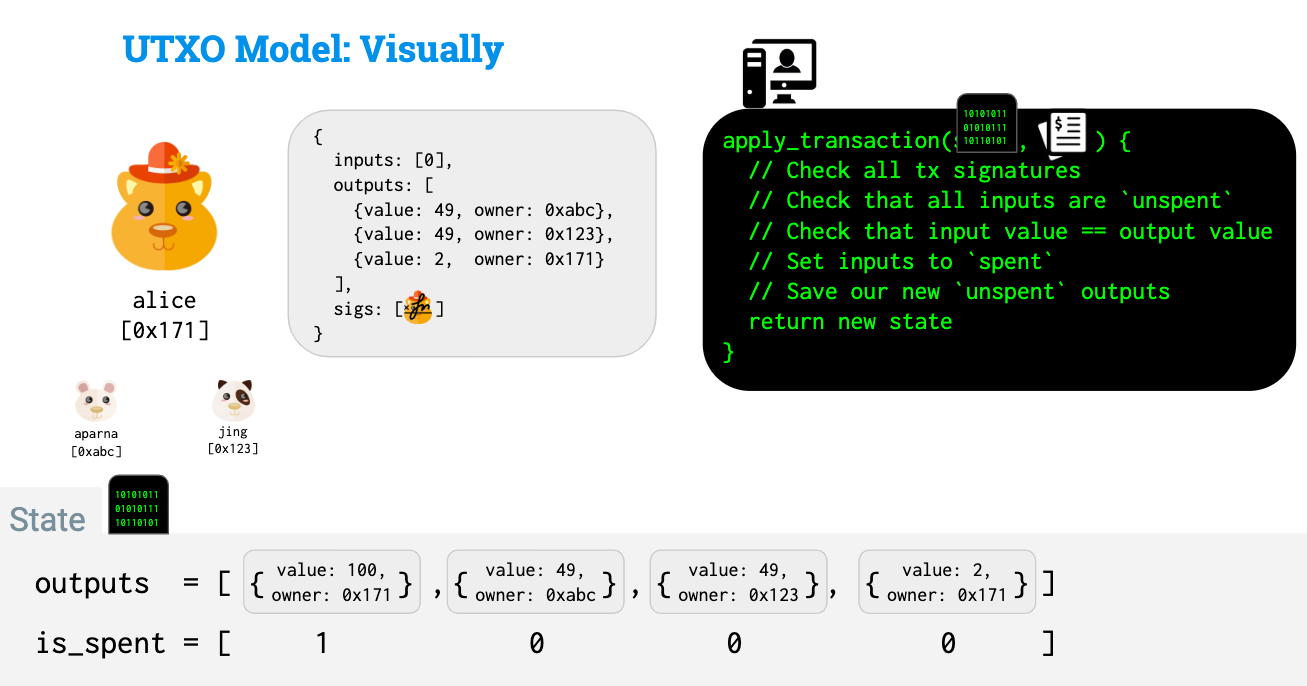 UTXO Model: Visually
alice
[0x171]
aparna
[0xabc]
jing
[0x123]
{
inputs: [0],
outputs: [
{value: 49, owner: 0xabc},
{value: 49, owner: 0x123},
{value: 2, owner: 0x171}
],
sigs: [ ]
}
10101011
01010111
10110101
$
apply_transaction( , ) {
// Check all tx signatures
// Check that all inputs are `unspent`
// Check that input value == output value
// Set inputs to `spent`
// Save our new `unspent` outputs
return new state
}
State
10101011
01010111
10110101
outputs = [ { value: 100, owner: 0x171 } , { value: 49, owner: 0xabc } , { value: 49, owner: 0x123 } , { value: 2, owner: 0x171 } ]
is_spent = [ 1 0 0 0 ]